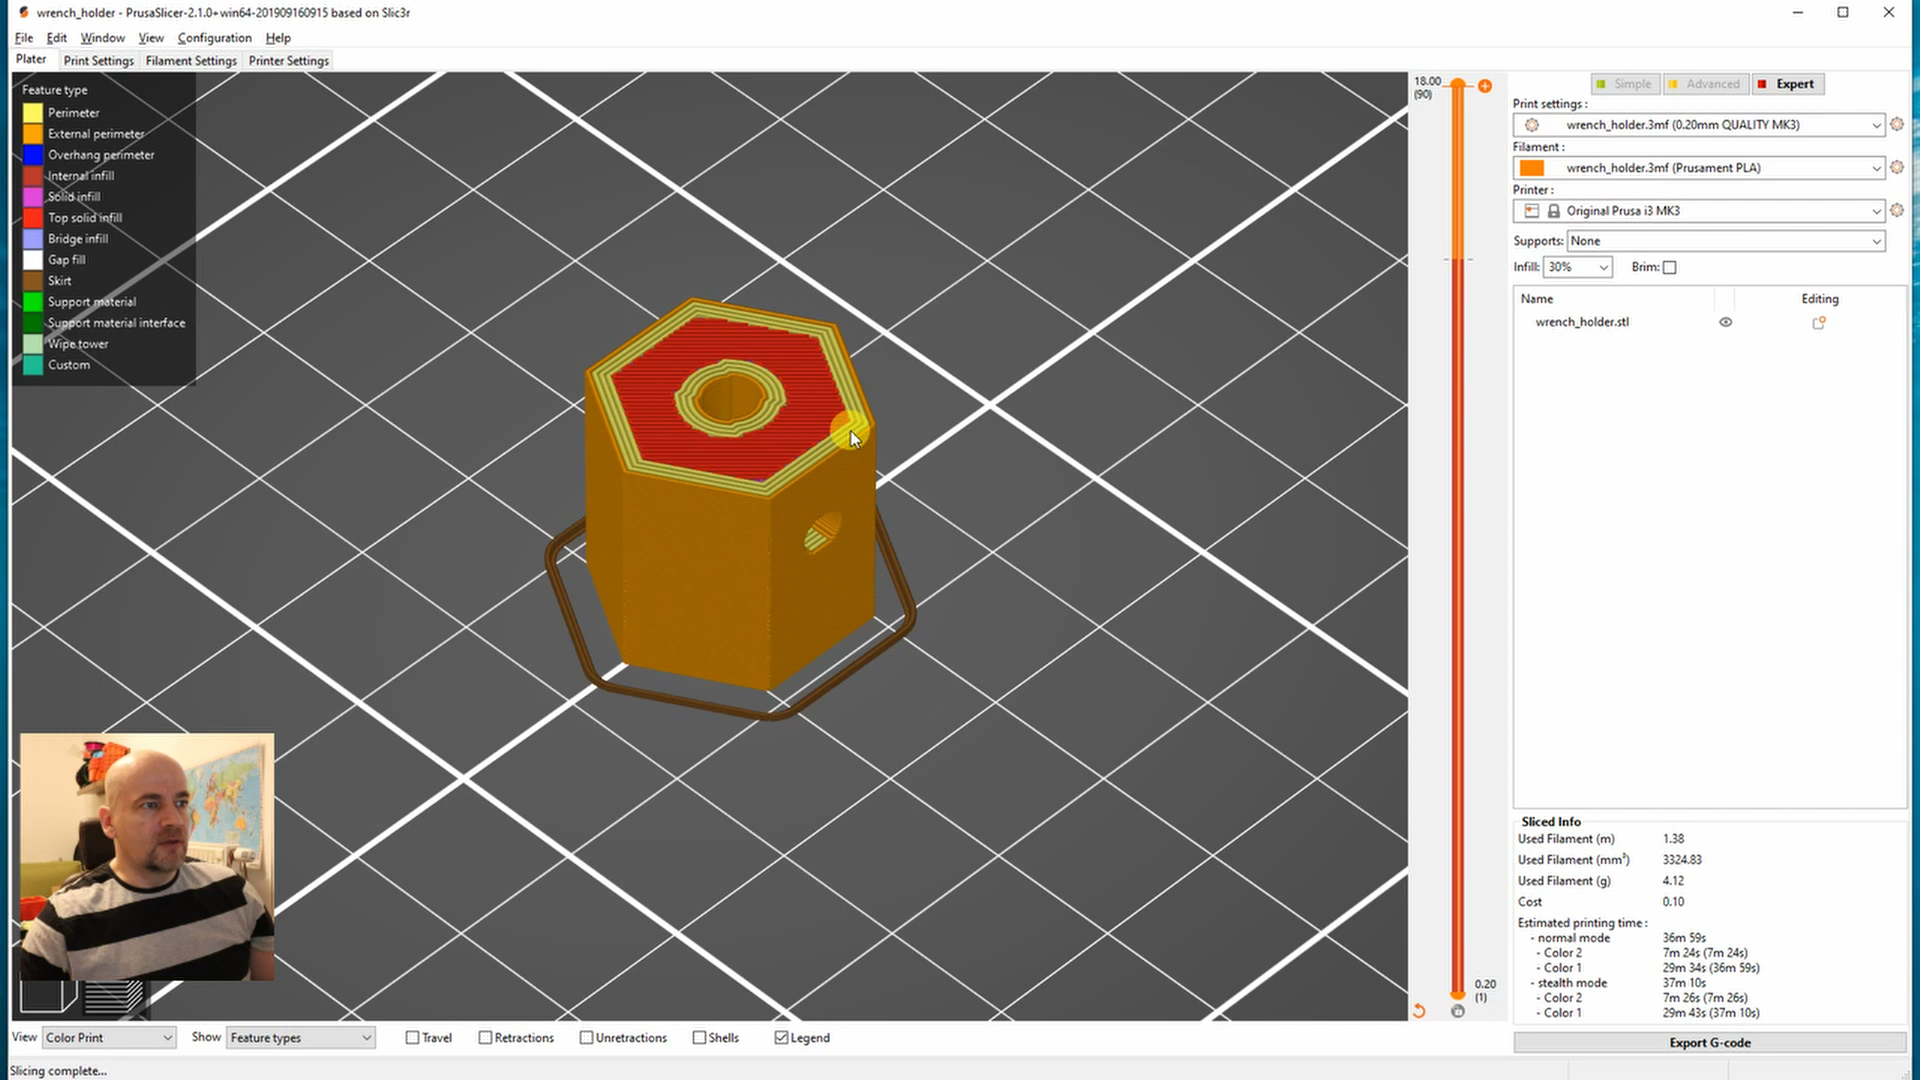 wrench_holder - PrusaSlicer-2.1.0+win64-201909160915 based on Slic3r
File Edit Window View Configuration Help
Plater Print Settings Filament Settings Printer Settings
Feature type
Perimeter
External perimeter
Overhang perimeter
Internal infill
Solid infill
Top solid infill
Bridge infill
Gap fill
Skirt
Support material
Support material interface
Wipe tower
Custom
18.00
(90)
0.20
(1)
Simple Advanced Expert
Print settings :
wrench_holder.3mf (0.20mm QUALITY MK3)
Filament :
wrench_holder.3mf (Prusament PLA)
Printer :
Original Prusa i3 MK3
Supports: None
Infill: 30% Brim:
Name Editing
wrench_holder.stl
Sliced Info
Used Filament (m) 1.38
Used Filament (mm³) 3324.83
Used Filament (g) 4.12
Cost 0.10
Estimated printing time :
- normal mode 36m 59s
- Color 2 7m 24s (7m 24s)
- Color 1 29m 34s (36m 59s)
- stealth mode 37m 10s
- Color 2 7m 26s (7m 26s)
- Color 1 29m 43s (37m 10s)
View Color Print Show Feature types Travel Retractions Unretractions Shells Legend
Export G-code
Slicing complete...